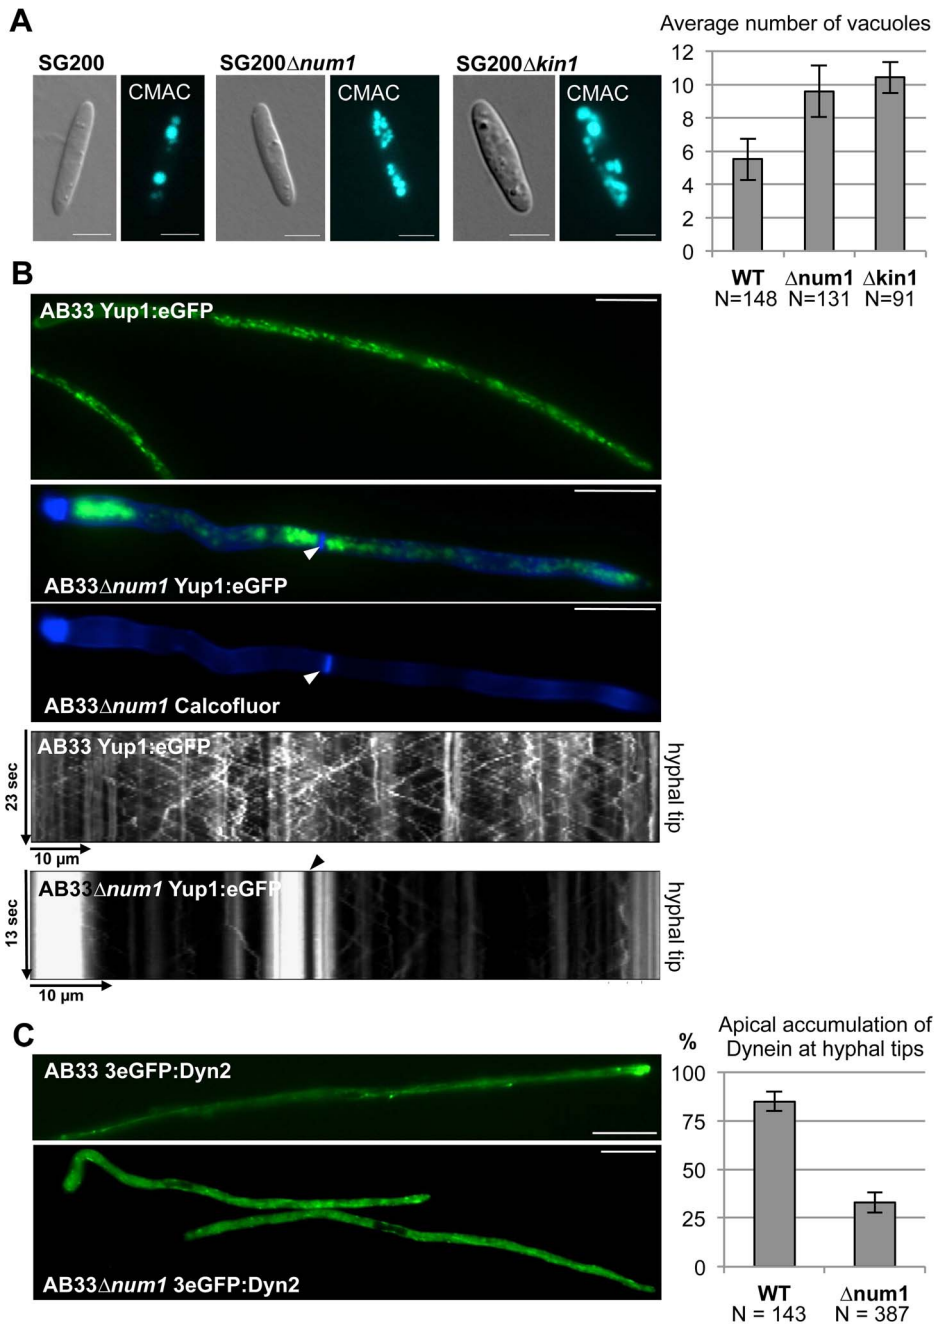 A
SG200
CMAC
SG200Δnum1
CMAC
SG200Δkin1
CMAC
Average number of vacuoles
12
10
8
6
4
2
0
WT
Δnum1
Δkin1
N=148
N=131
N=91
B
AB33 Yup1:eGFP
AB33Δnum1 Yup1:eGFP
AB33Δnum1 Calcofluor
AB33 Yup1:eGFP
23 sec
10 µm
hyphal tip
AB33Δnum1 Yup1:eGFP
13 sec
10 µm
hyphal tip
C
AB33 3eGFP:Dyn2
AB33Δnum1 3eGFP:Dyn2
Apical accumulation of
Dynein at hyphal tips
%
100
75
50
25
0
WT
Δnum1
N = 143
N = 387